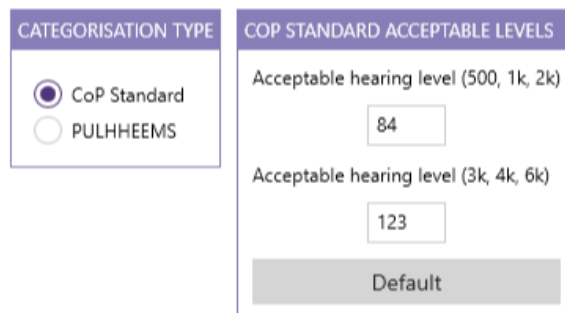 CATEGORISATION TYPE
CoP Standard
PULHHEEMS
COP STANDARD ACCEPTABLE LEVELS
Acceptable hearing level (500, 1k, 2k)
84
Acceptable hearing level (3k, 4k, 6k)
123
Default